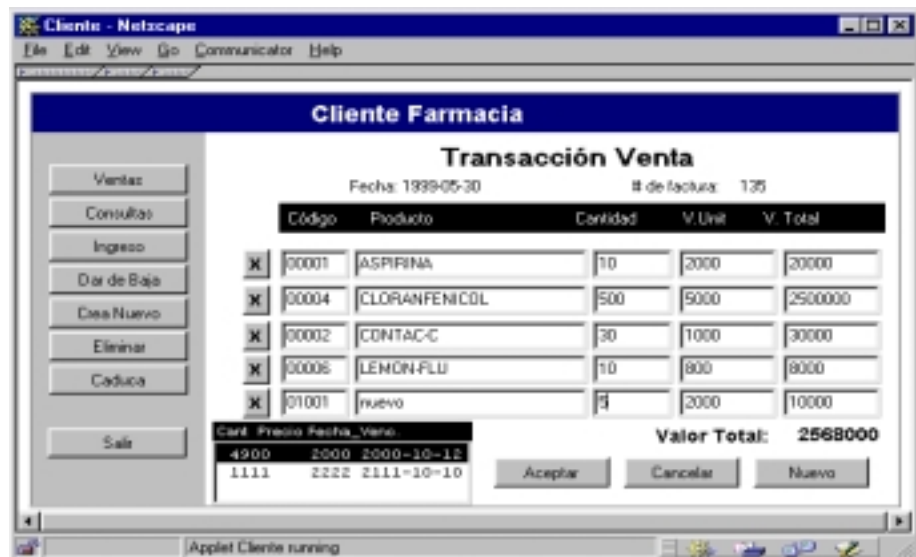 Cliente - Netscape
File Edit View Go Communicator Help
Cliente Farmacia
Transacción Venta
Fecha: 1999-05-30 # de factura: 135
Ventas
Consultas
Ingreso
Dar de Baja
Crea Nuevo
Eliminar
Caduca
Salir
Código Producto Cantidad V.Unit V. Total
X 00001 ASPIRINA 10 2000 20000
X 00004 CLORANFENICOL 500 5000 2500000
X 00002 CONTAC-C 30 1000 30000
X 00006 LEMON-FLU 10 800 8000
X 01001 nuevo 5 2000 10000
Cant Precio Fecha_Venc.
4900 2000 2000-10-12
1111 2222 2111-10-10
Valor Total: 2568000
Aceptar Cancelar Nuevo
Applet Cliente running